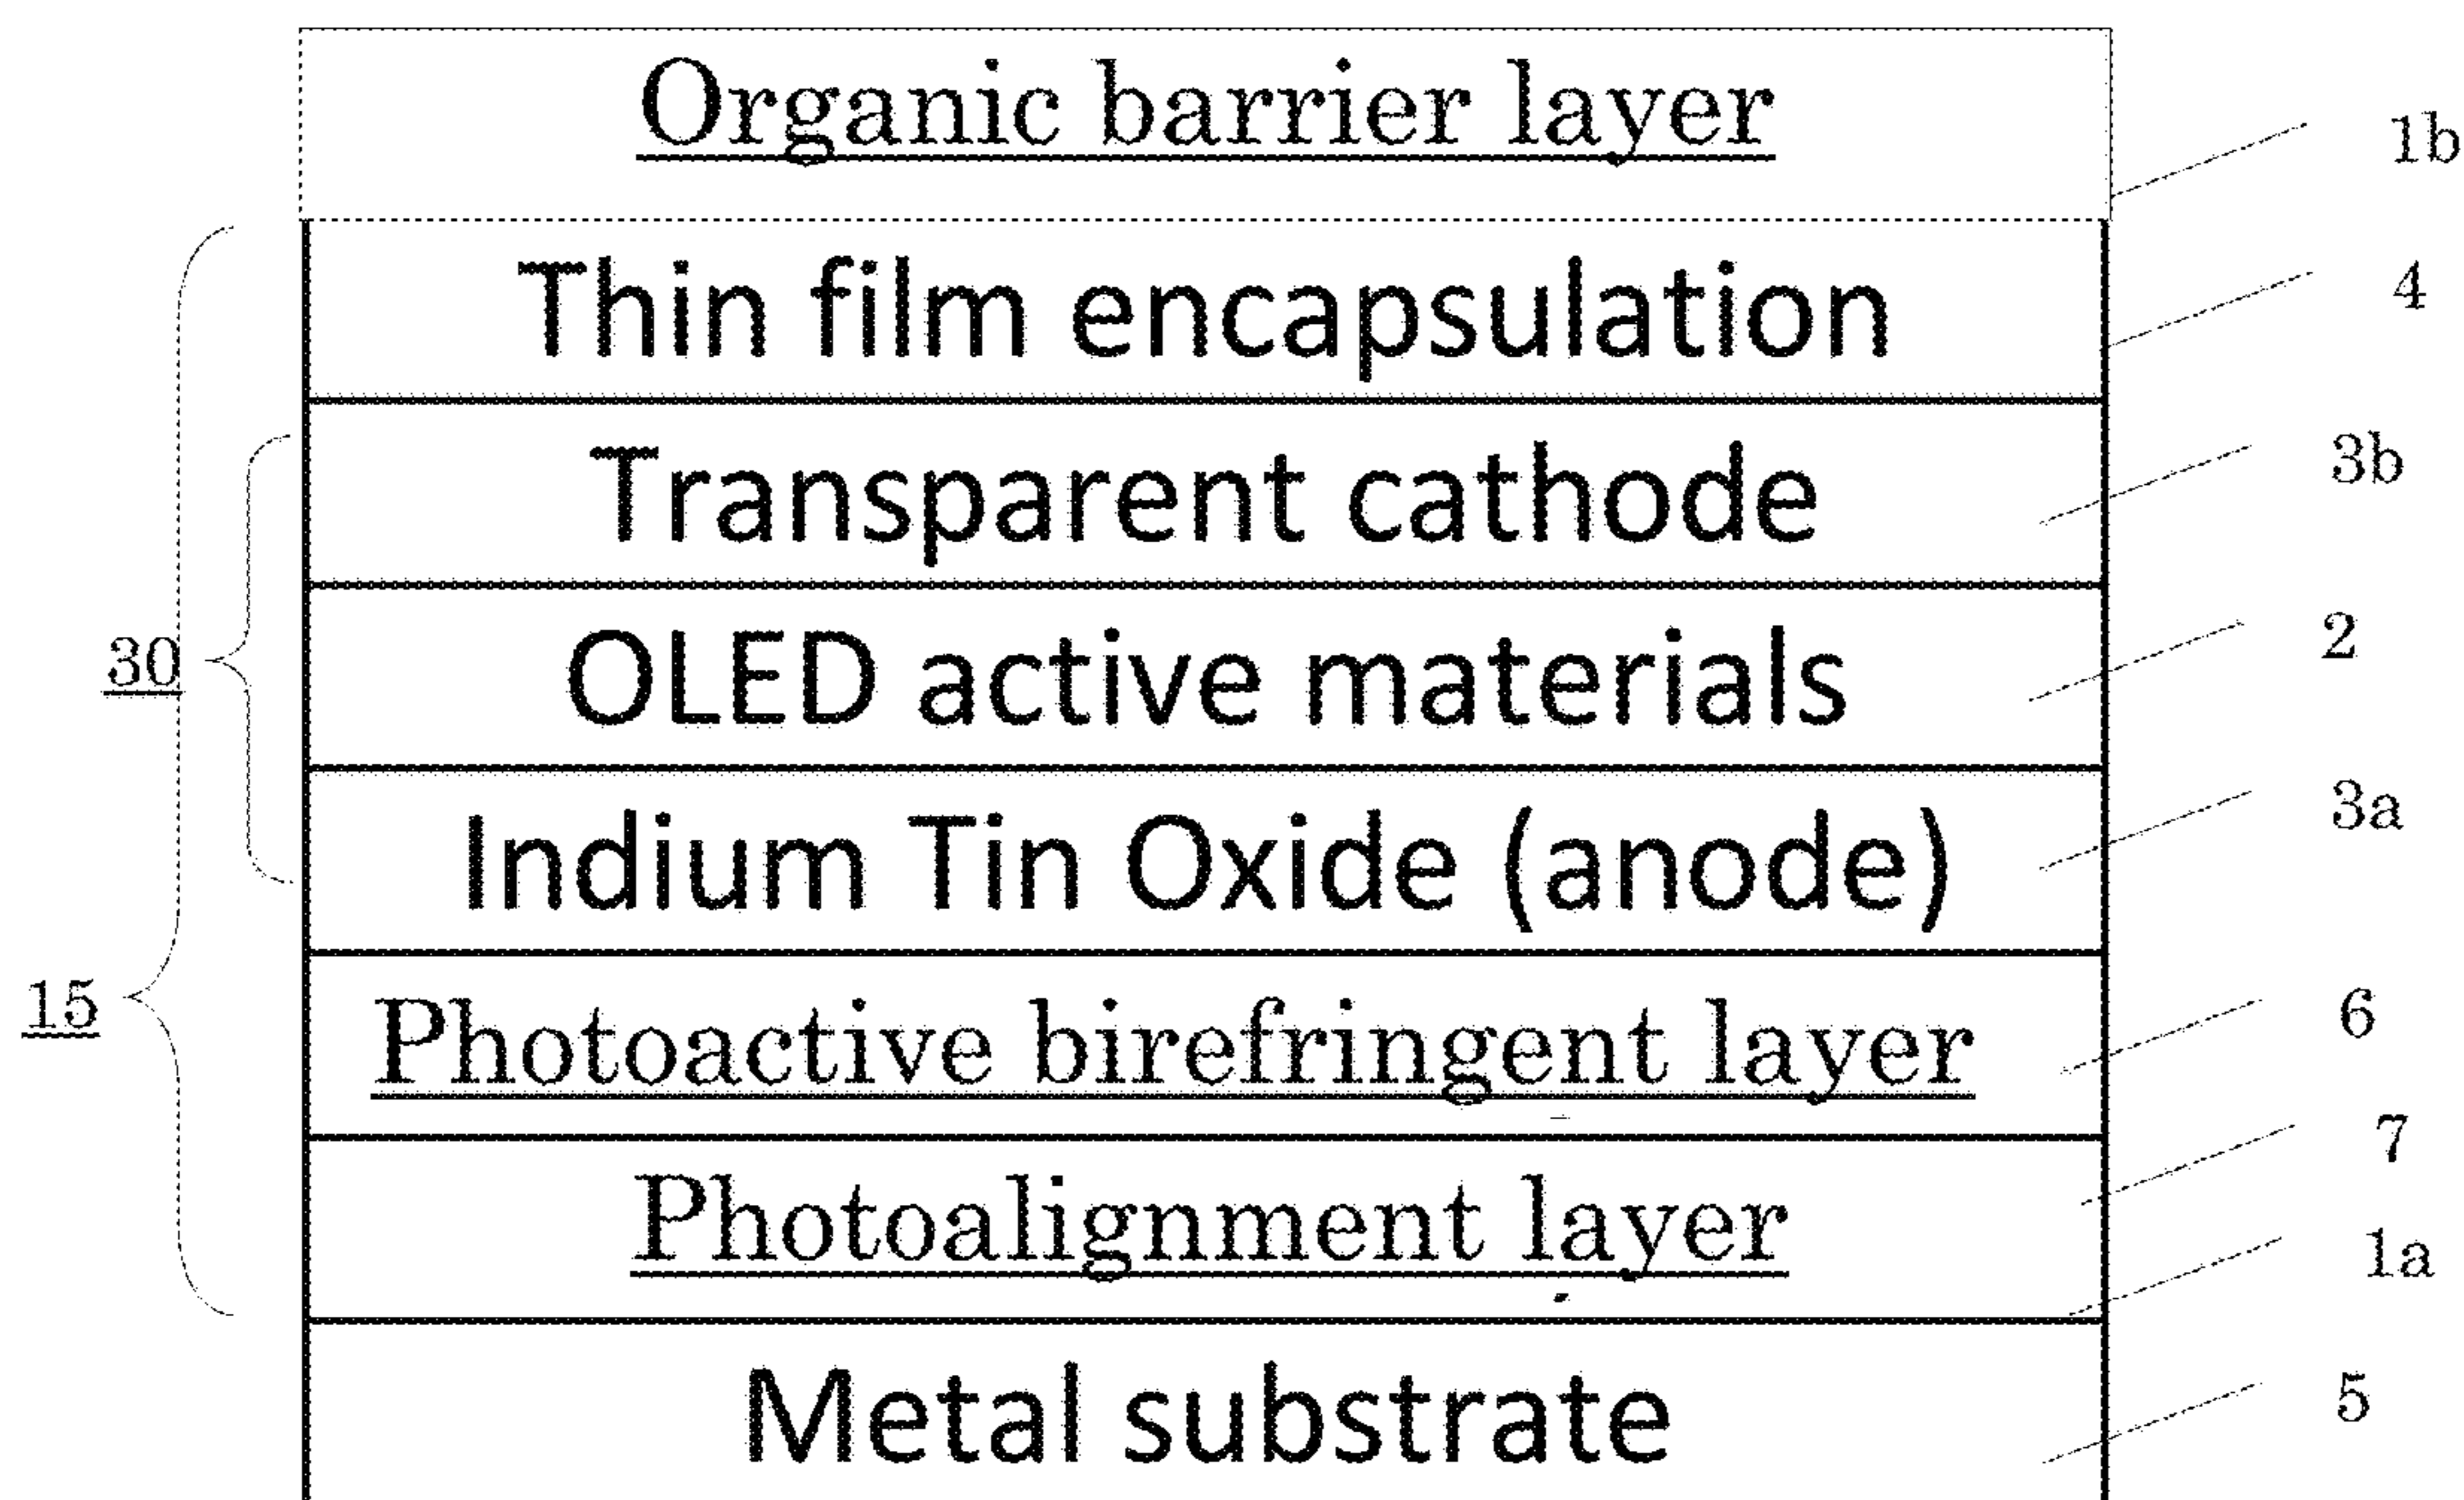 Organic barrier layer
1b
Thin film encapsulation
4
Transparent cathode
3b
30
OLED active materials
2
Indium Tin Oxide (anode)
3a
15
Photoactive birefringent layer
6
Photoalignment layer
7
1a
Metal substrate
5